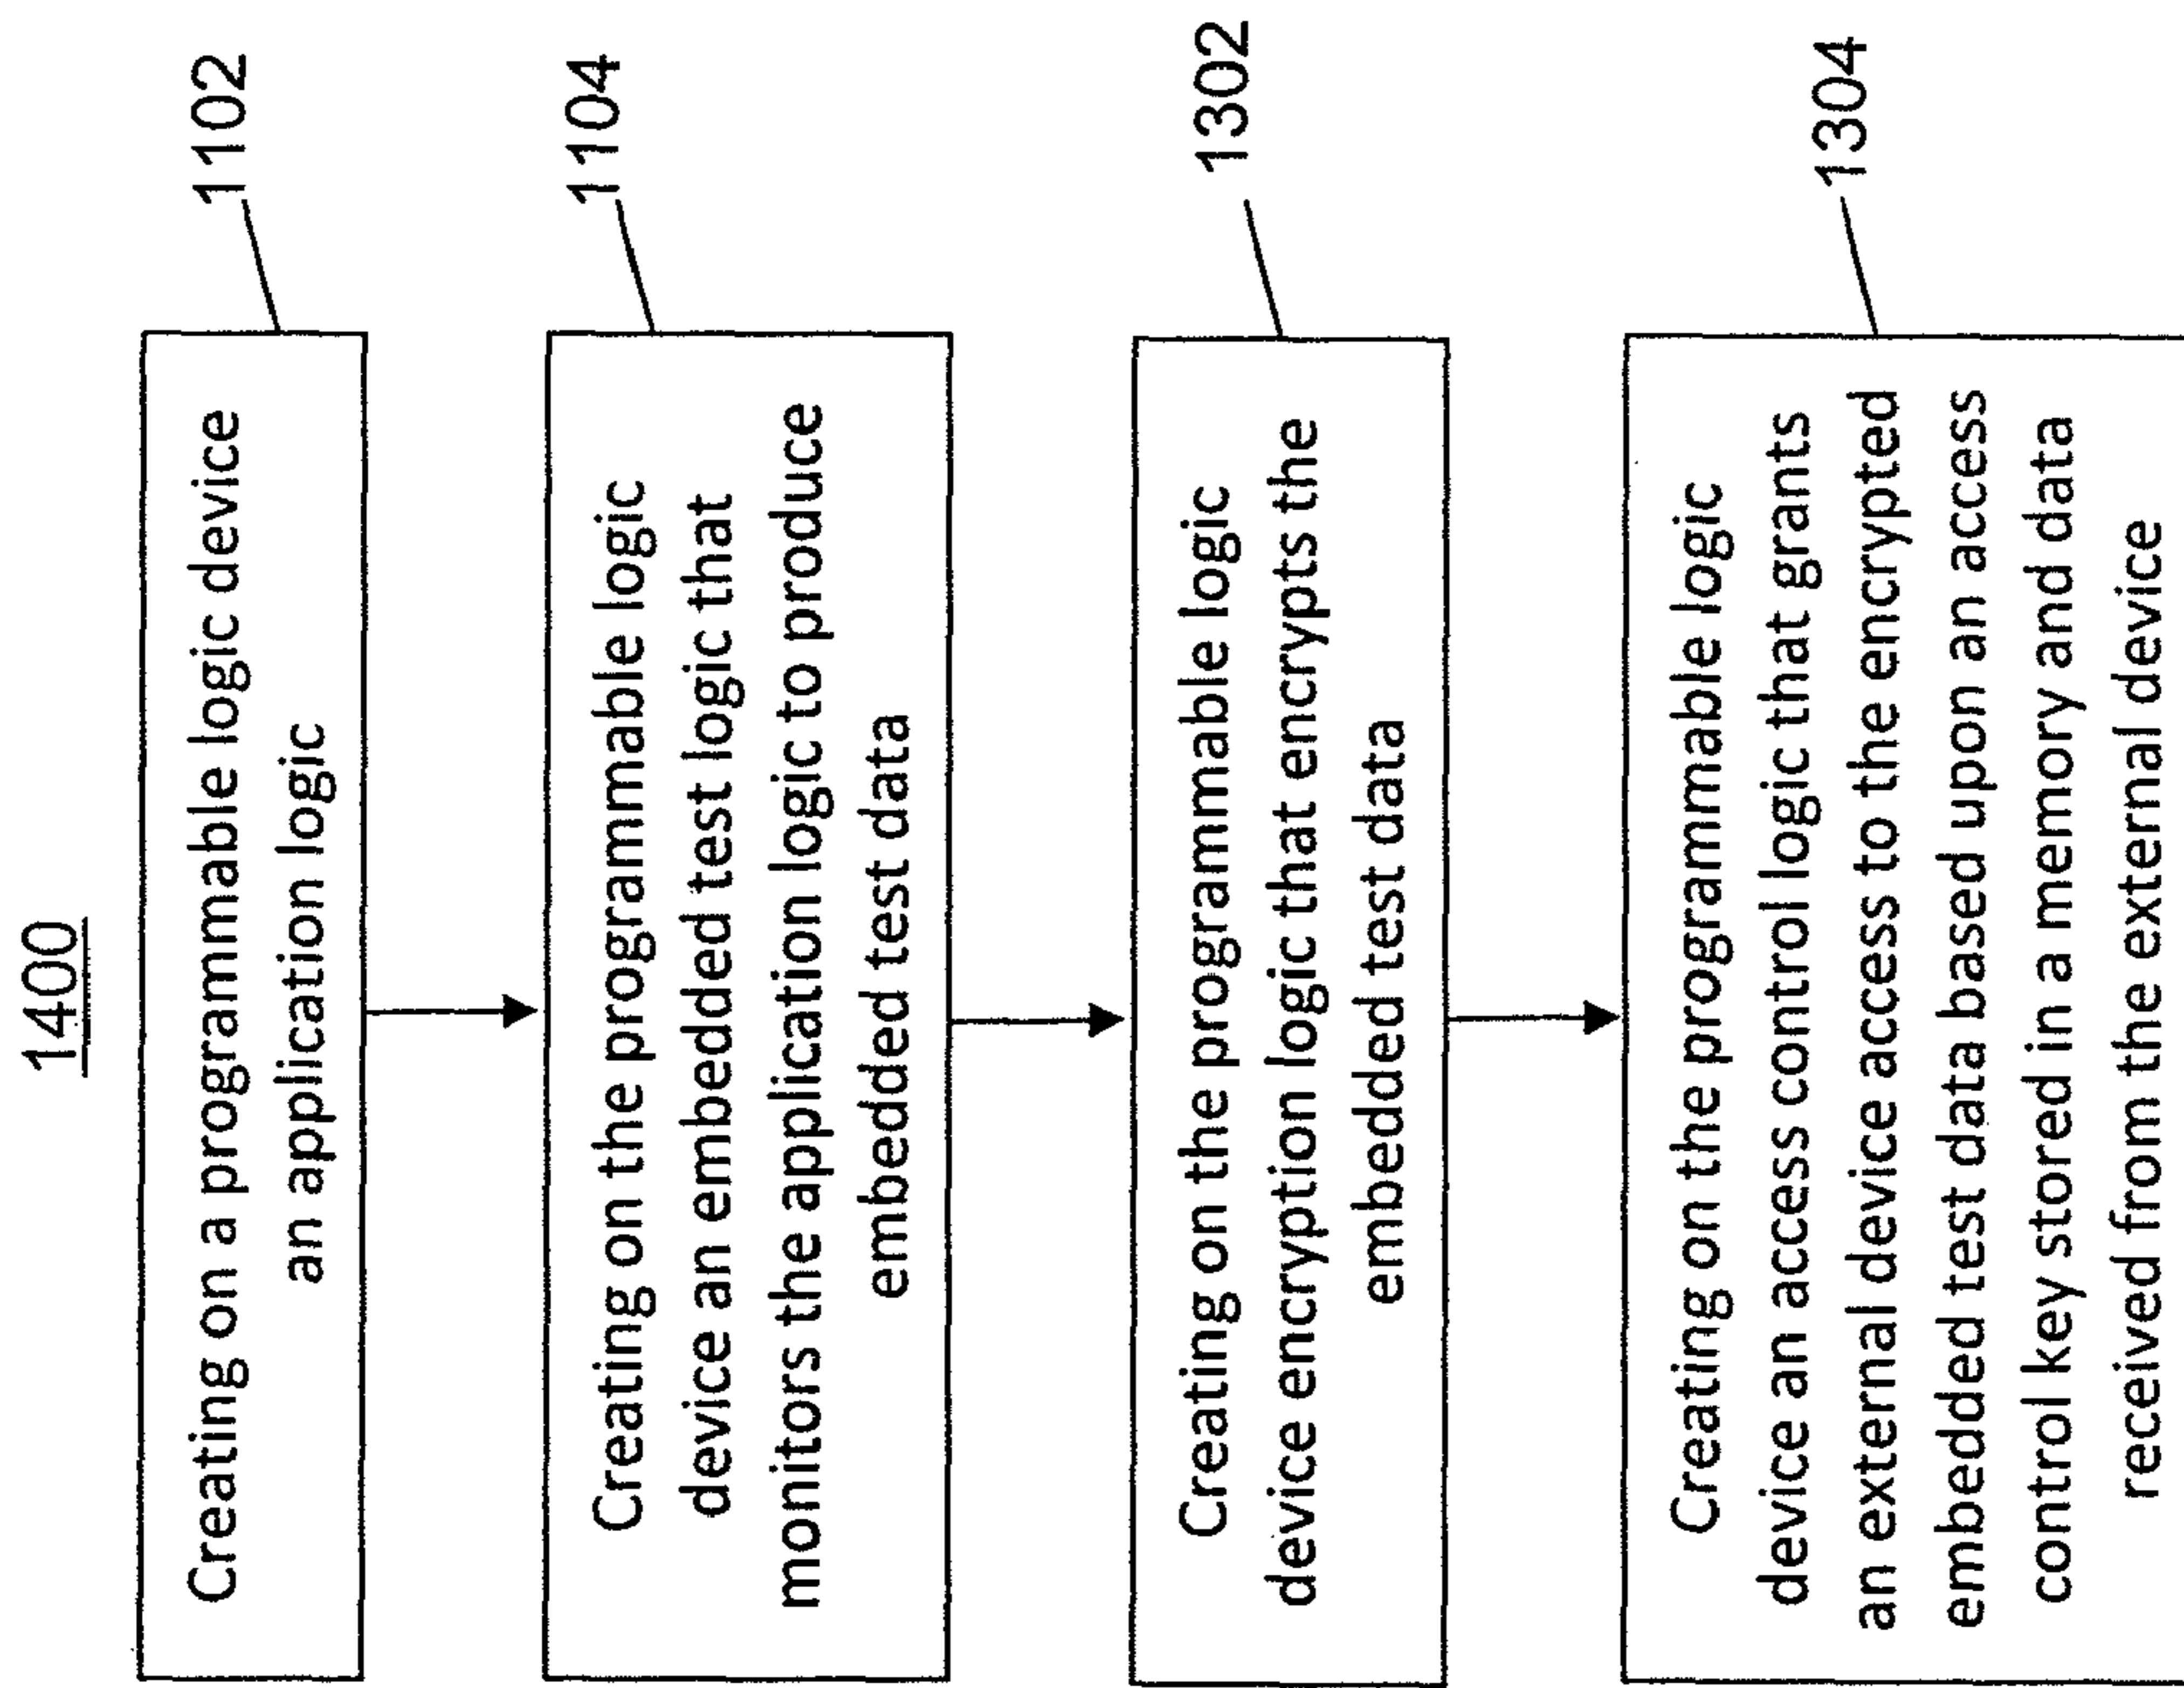 1400
Creating on a programmable logic device
an application logic
1102
Creating on the programmable logic
device an embedded test logic that
monitors the application logic to produce
embedded test data
1104
Creating on the programmable logic
device encryption logic that encrypts the
embedded test data
1302
Creating on the programmable logic
device an access control logic that grants
an external device access to the encrypted
embedded test data based upon an access
control key stored in a memory and data
received from the external device
1304